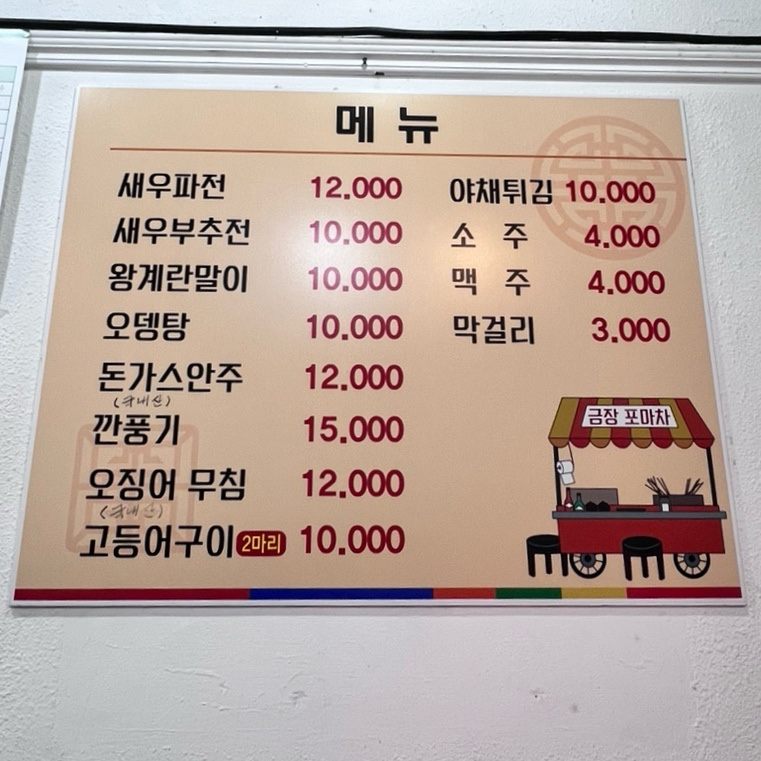 메뉴
새우파전 12.000
새우부추전 10.000
왕계란말이 10.000
오뎅탕 10.000
돈가스안주 12.000
(국내산)
깐풍기 15.000
오징어 무침 12.000
(국내산)
고등어구이 2마리 10.000
야채튀김 10.000
소 주 4.000
맥 주 4.000
막걸리 3.000
금장 포마차